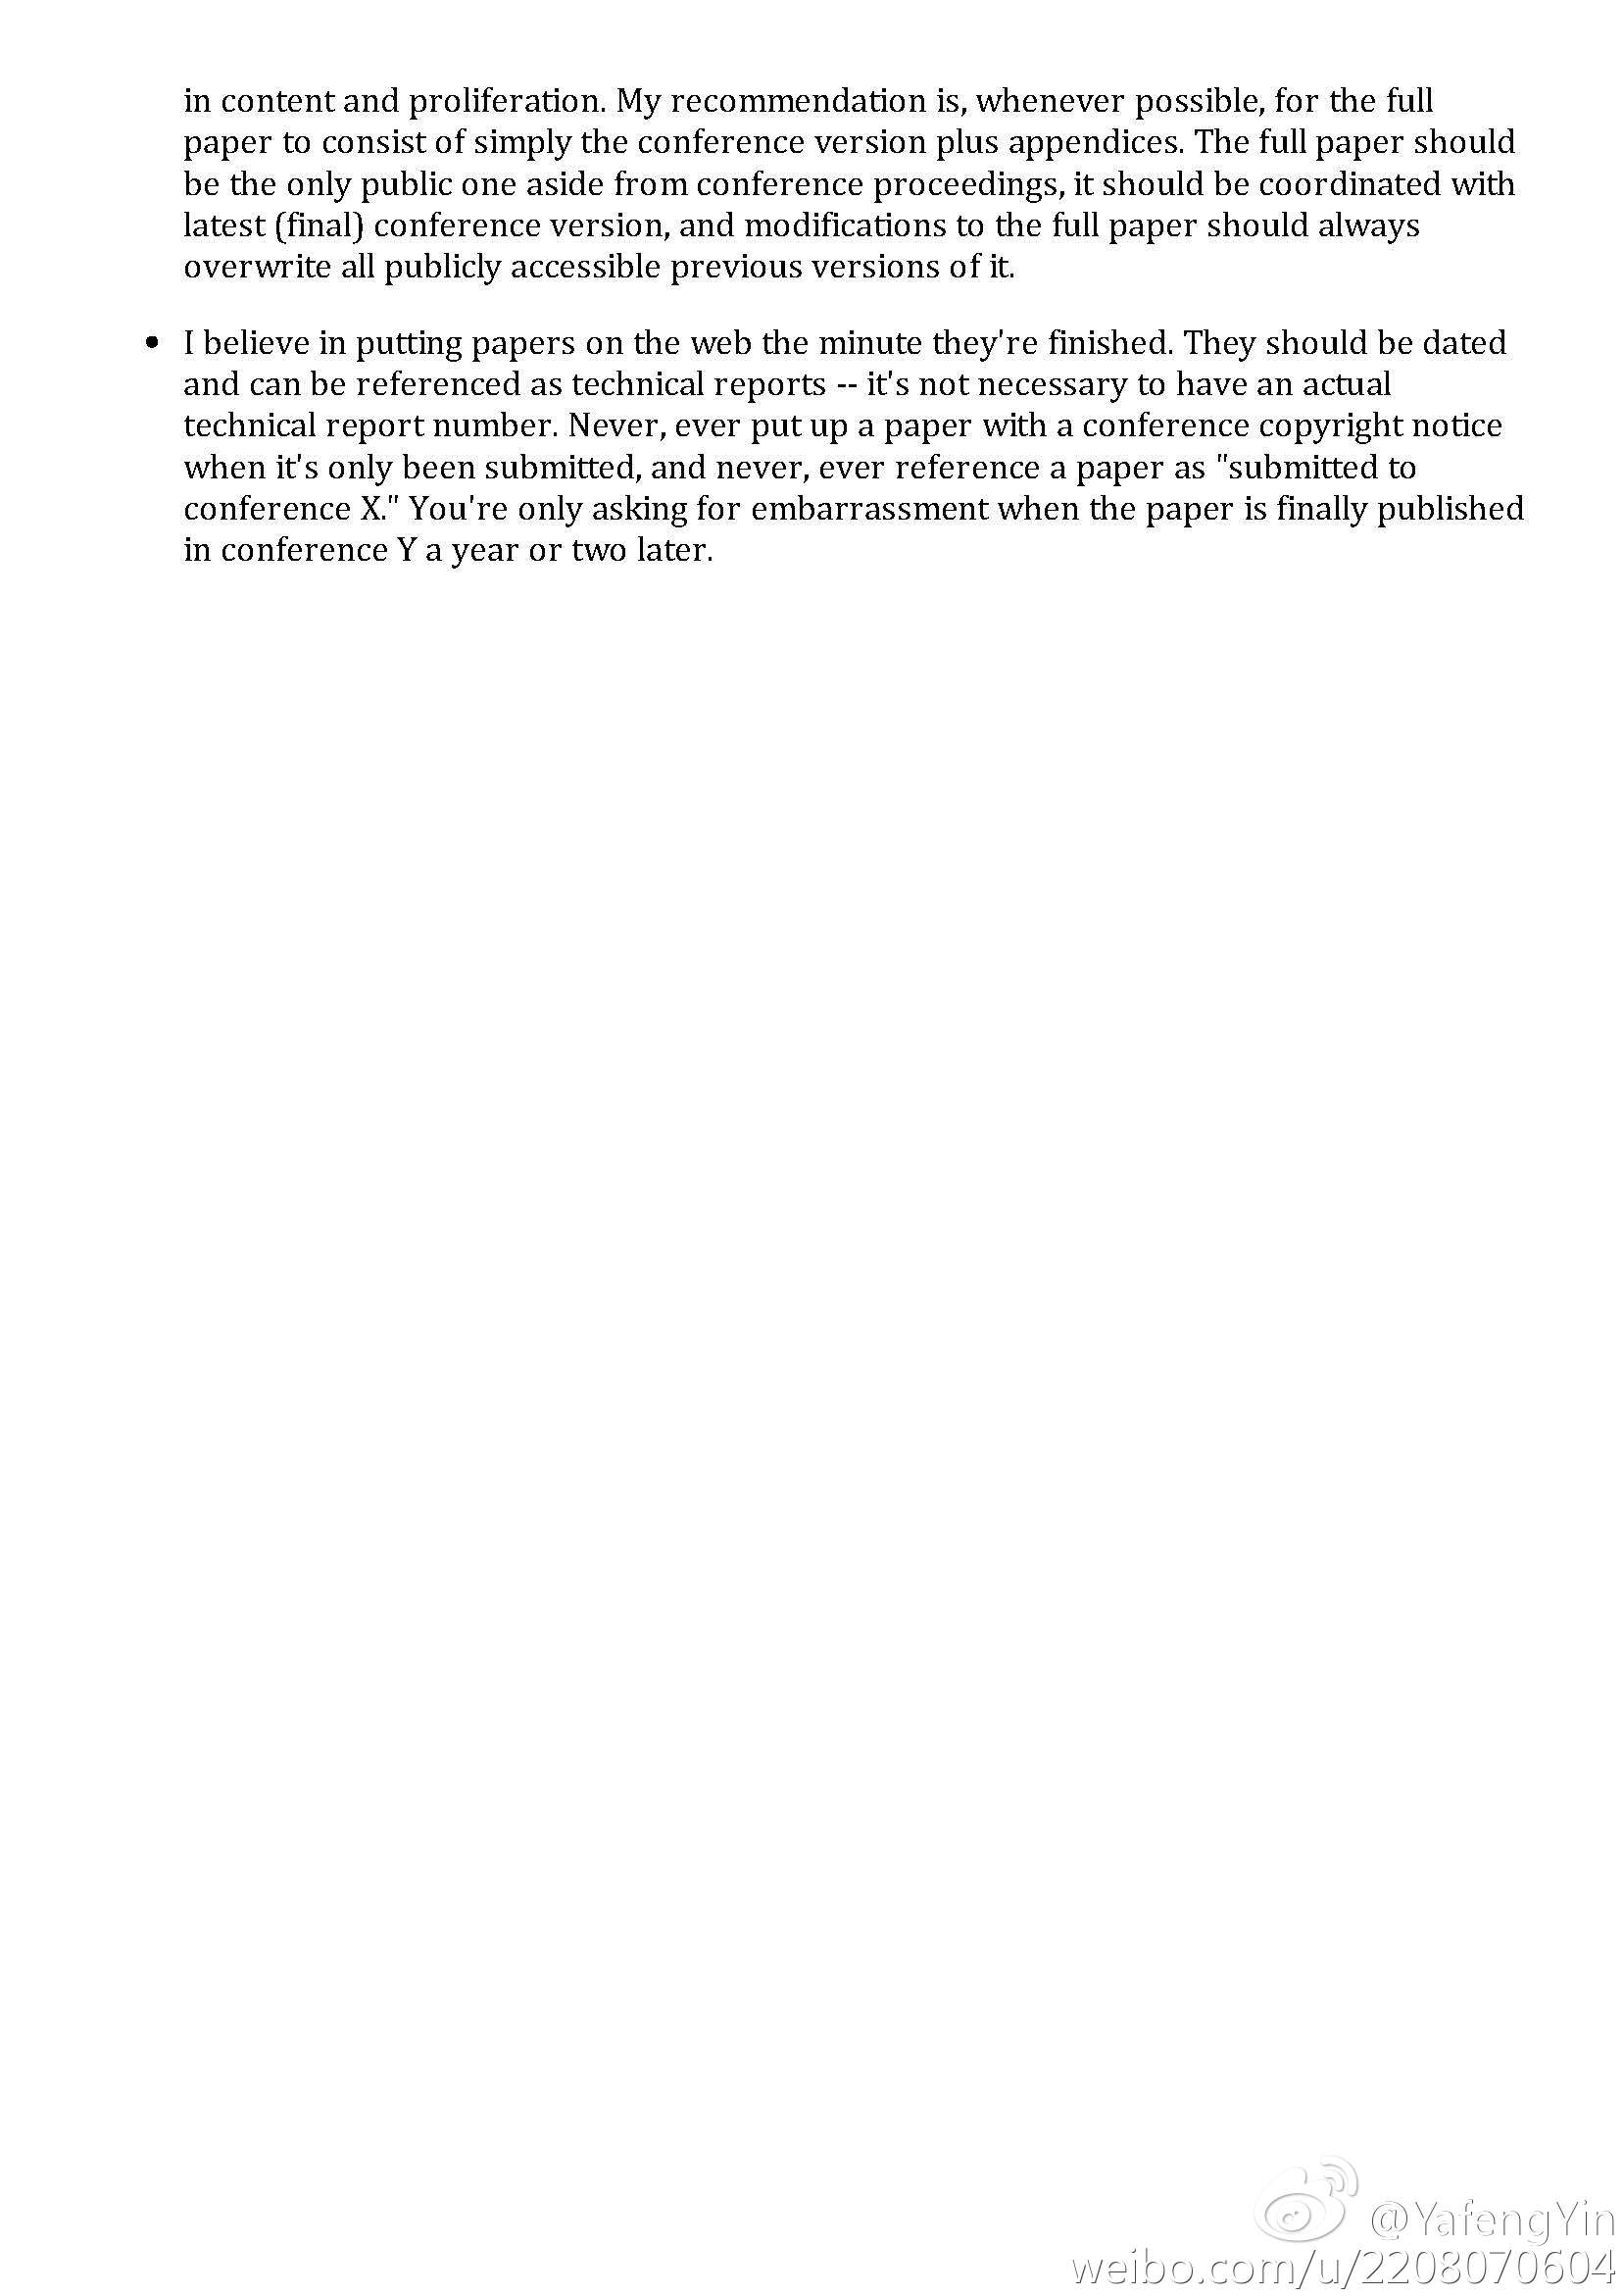 in content and proliferation. My recommendation is, whenever possible, for the full
paper to consist of simply the conference version plus appendices. The full paper should
be the only public one aside from conference proceedings, it should be coordinated with
latest (final) conference version, and modifications to the full paper should always
overwrite all publicly accessible previous versions of it.
• I believe in putting papers on the web the minute they're finished. They should be dated
and can be referenced as technical reports -- it's not necessary to have an actual
technical report number. Never, ever put up a paper with a conference copyright notice
when it's only been submitted, and never, ever reference a paper as "submitted to
conference X." You're only asking for embarrassment when the paper is finally published
in conference Y a year or two later.
@YafengYin
weibo.com/u/2208070604